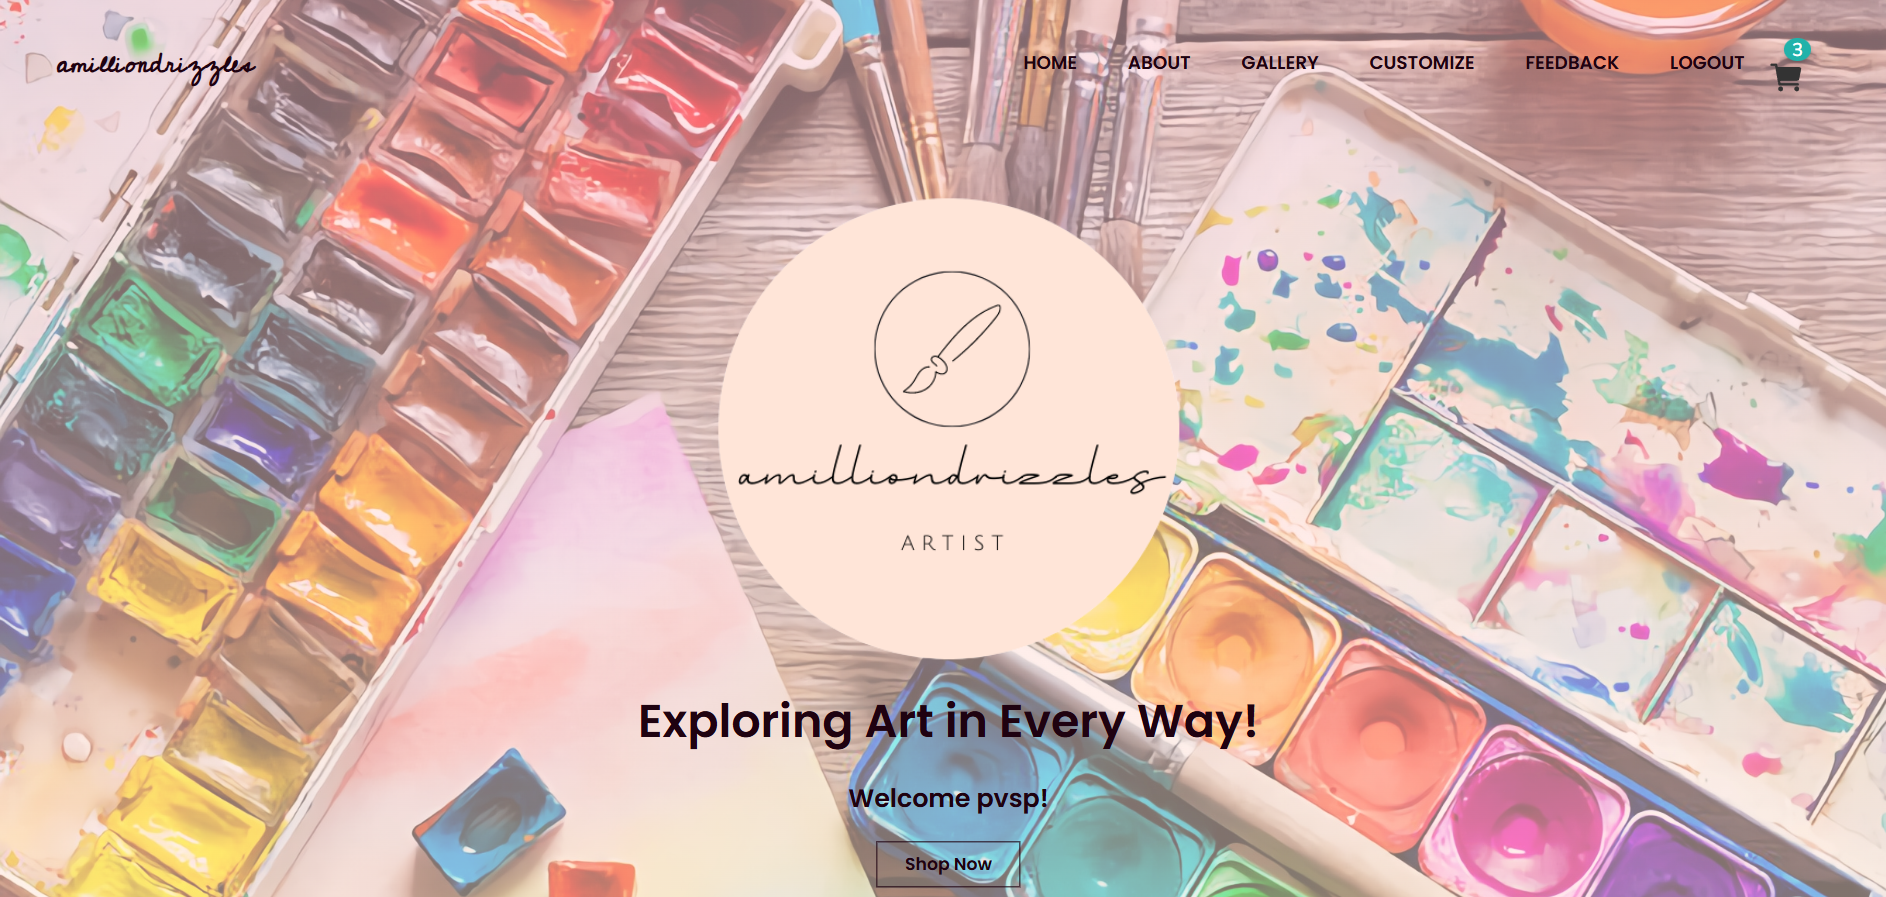 amilliondrizzles
HOME ABOUT GALLERY CUSTOMIZE FEEDBACK LOGOUT 3
amilliondrizzles
ARTIST
Exploring Art in Every Way!
Welcome pvsp!
Shop Now